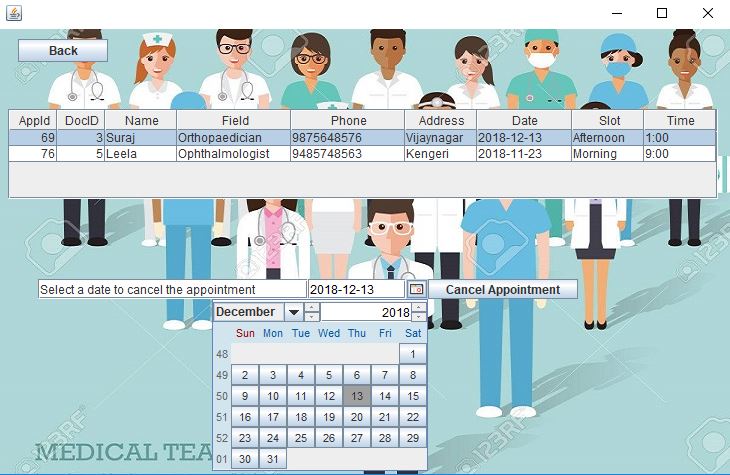 Back
AppId DocID Name Field Phone Address Date Slot Time
69 3 Suraj Orthopaedician 9875648576 Vijaynagar 2018-12-13 Afternoon 1:00
76 5 Leela Ophthalmologist 9485748563 Kengeri 2018-11-23 Morning 9:00
Select a date to cancel the appointment 2018-12-13 Cancel Appointment
December 2018
Sun Mon Tue Wed Thu Fri Sat
48 1
49 2 3 4 5 6 7 8
50 9 10 11 12 13 14 15
51 16 17 18 19 20 21 22
52 23 24 25 26 27 28 29
01 30 31
MEDICAL TEA
123RF